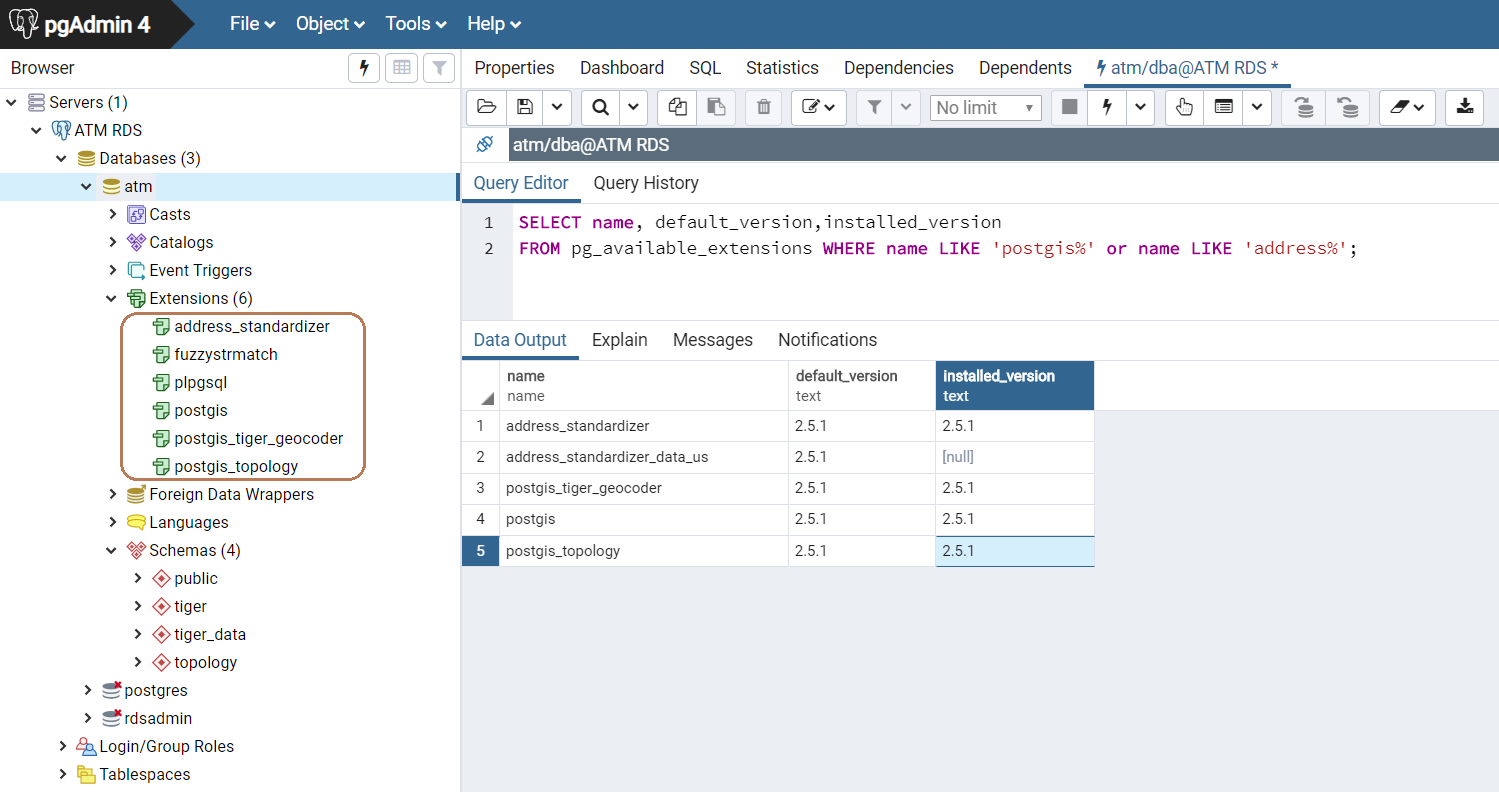 pgAdmin 4 File Object Tools Help
Browser
Servers (1)
ATM RDS
Databases (3)
atm
Casts
Catalogs
Event Triggers
Extensions (6)
address_standardizer
fuzzystrmatch
plpgsql
postgis
postgis_tiger_geocoder
postgis_topology
Foreign Data Wrappers
Languages
Schemas (4)
public
tiger
tiger_data
topology
postgres
rdsadmin
Login/Group Roles
Tablespaces
Properties Dashboard SQL Statistics Dependencies Dependents atm/dba@ATM RDS *
No limit
atm/dba@ATM RDS
Query Editor Query History
1 SELECT name, default_version,installed_version
2 FROM pg_available_extensions WHERE name LIKE 'postgis%' or name LIKE 'address%';
Data Output Explain Messages Notifications
name default_version installed_version
name text text
1 address_standardizer 2.5.1 2.5.1
2 address_standardizer_data_us 2.5.1 [null]
3 postgis_tiger_geocoder 2.5.1 2.5.1
4 postgis 2.5.1 2.5.1
5 postgis_topology 2.5.1 2.5.1